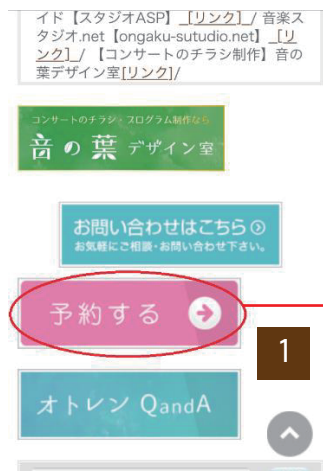 イド【スタジオASP】_[リンク]_/ 音楽ス
タジオ.net【ongaku-sutudio.net】_[リ
ンク]_/ 【コンサートのチラシ制作】音の
葉デザイン室[リンク]/
コンサートのチラシ・プログラム制作なら
音の葉 デザイン室
お問い合わせはこちら
お気軽にご相談・お問い合わせ下さい。
予約する
1
オトレン QandA